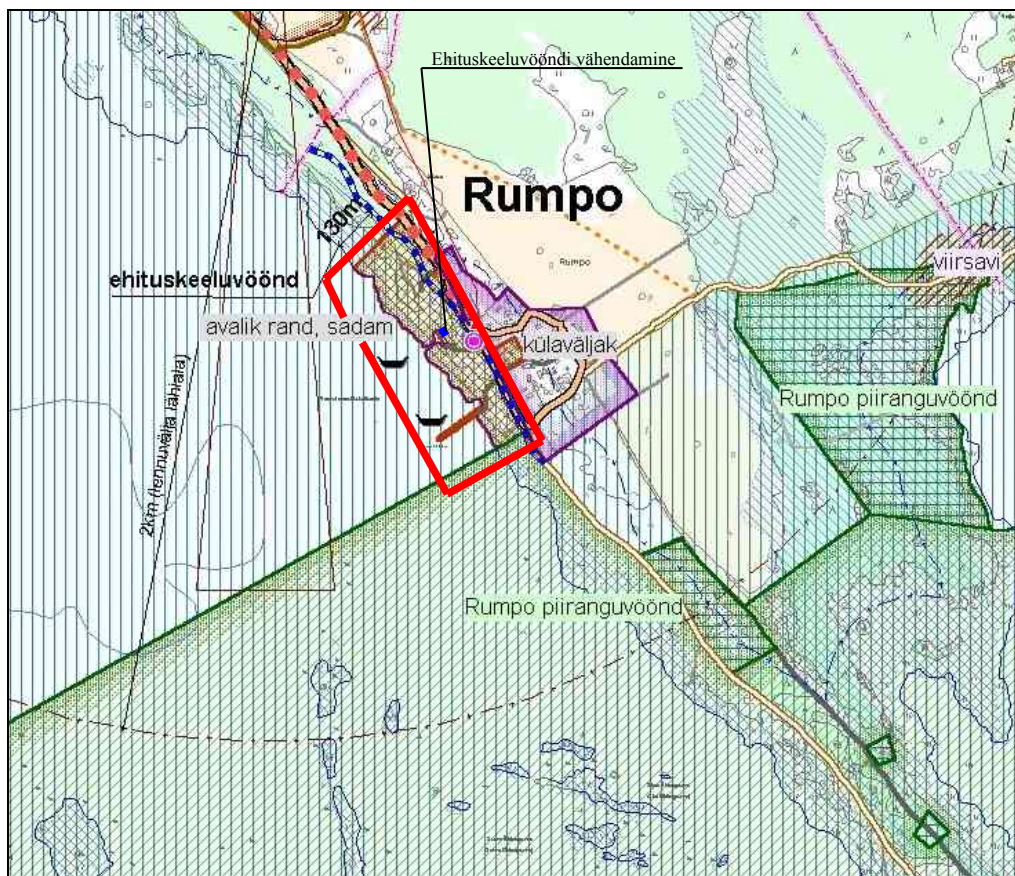 Ehituskeeluvööndi vähendamine
Rumpo
130m
Rumpo
viirsavi
ehituskeeluvöönd
avalik rand, sadam
külaväljak
Rumpo piiranguvöönd
2km (lennuvälja lähiala)
Rumpo piiranguvöönd